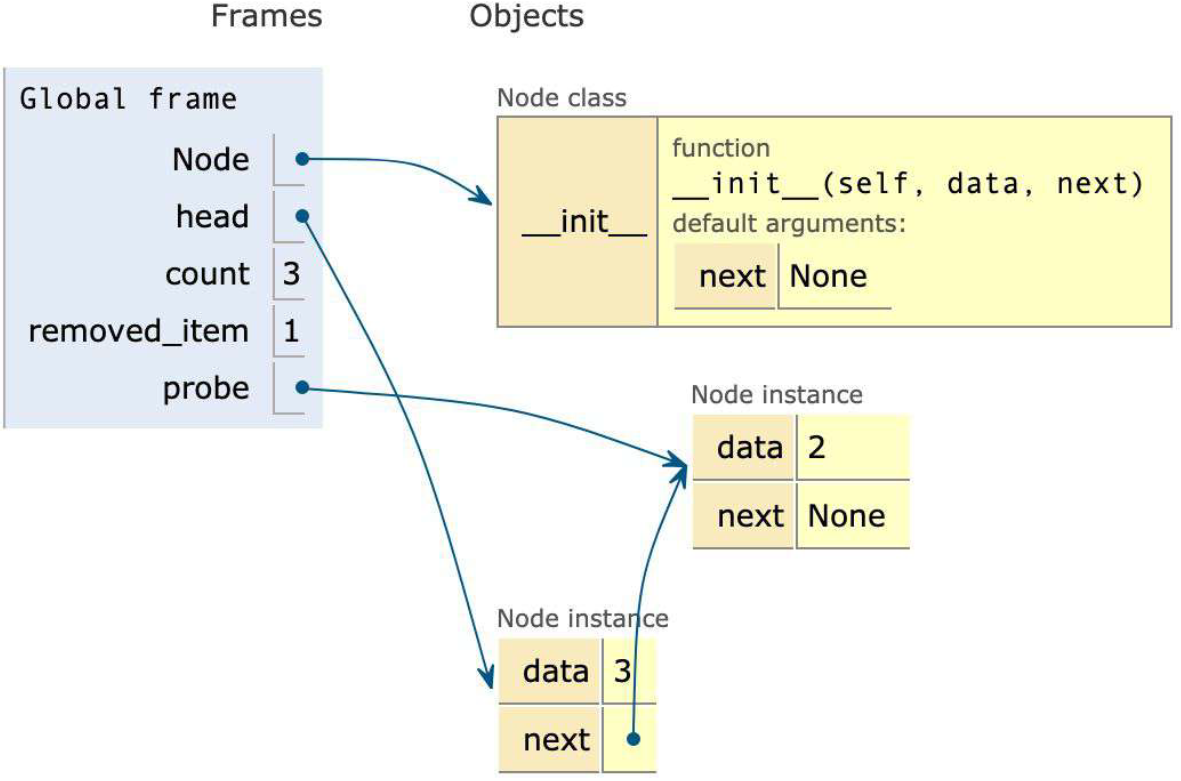 Frames Objects
Global frame
Node
head
count 3
removed_item 1
probe
Node class
__init__
function
__init__(self, data, next)
default arguments:
next None
Node instance
data 2
next None
Node instance
data 3
next